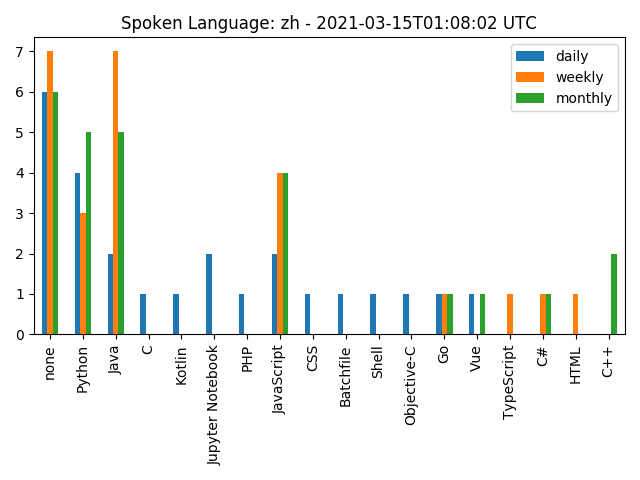 Spoken Language: zh - 2021-03-15T01:08:02 UTC
daily
weekly
monthly
7
6
5
4
3
2
1
0
none
Python
Java
C
Kotlin
Jupyter Notebook
PHP
JavaScript
CSS
Batchfile
Shell
Objective-C
Go
Vue
TypeScript
C#
HTML
C++